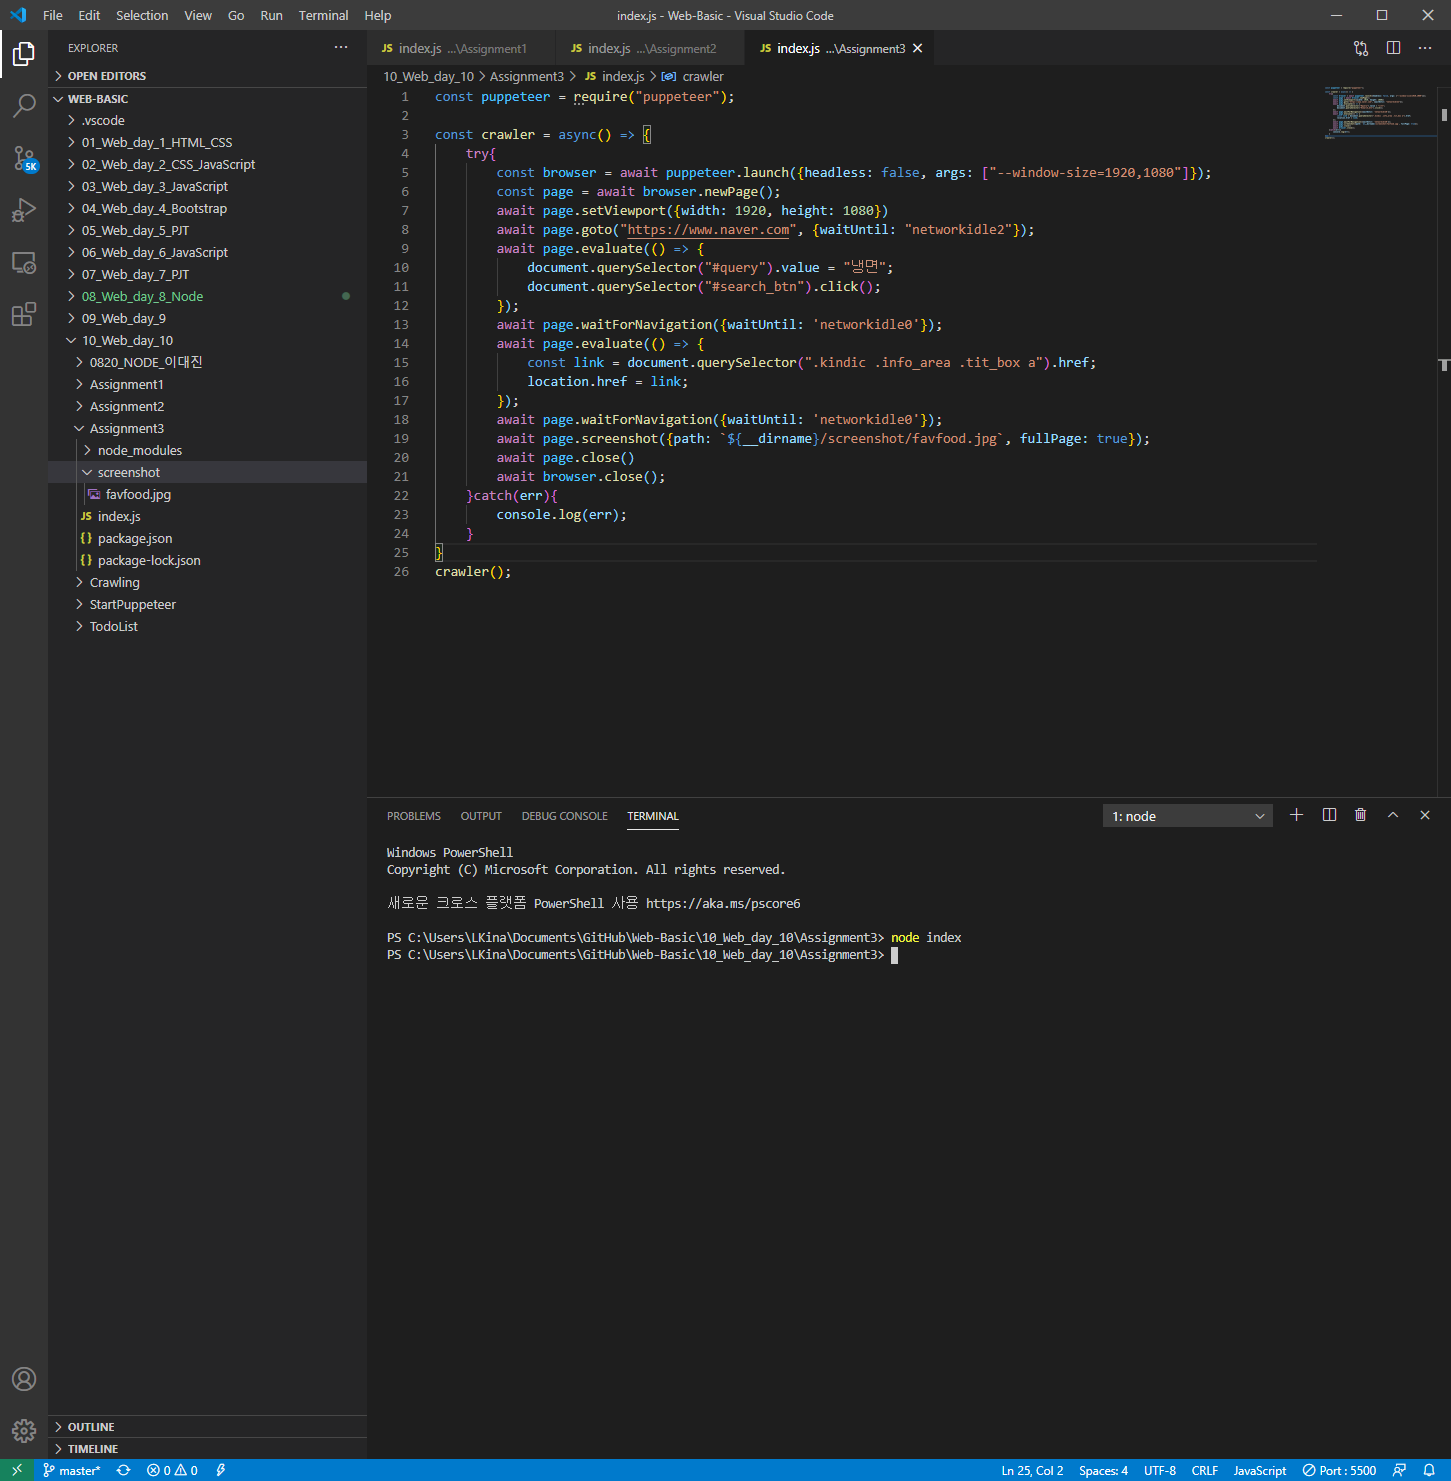 File Edit Selection View Go Run Terminal Help index.js - Web-Basic - Visual Studio Code
EXPLORER
OPEN EDITORS
WEB-BASIC
.vscode
01_Web_day_1_HTML_CSS
02_Web_day_2_CSS_JavaScript
03_Web_day_3_JavaScript
04_Web_day_4_Bootstrap
05_Web_day_5_PJT
06_Web_day_6_JavaScript
07_Web_day_7_PJT
08_Web_day_8_Node
09_Web_day_9
10_Web_day_10
0820_NODE_이대진
Assignment1
Assignment2
Assignment3
node_modules
screenshot
favfood.jpg
JS index.js
{} package.json
{} package-lock.json
Crawling
StartPuppeteer
TodoList
OUTLINE
TIMELINE
5K
JS index.js ...\Assignment1 JS index.js ...\Assignment2 JS index.js ...\Assignment3
10_Web_day_10 > Assignment3 > JS index.js > crawler
1 const puppeteer = require("puppeteer");
2
3 const crawler = async() => {
4 try{
5 const browser = await puppeteer.launch({headless: false, args: ["--window-size=1920,1080"]});
6 const page = await browser.newPage();
7 await page.setViewport({width: 1920, height: 1080})
8 await page.goto("https://www.naver.com", {waitUntil: "networkidle2"});
9 await page.evaluate(() => {
10 document.querySelector("#query").value = "냉면";
11 document.querySelector("#search_btn").click();
12 });
13 await page.waitForNavigation({waitUntil: 'networkidle0'});
14 await page.evaluate(() => {
15 const link = document.querySelector(".kindic .info_area .tit_box a").href;
16 location.href = link;
17 });
18 await page.waitForNavigation({waitUntil: 'networkidle0'});
19 await page.screenshot({path: `${__dirname}/screenshot/favfood.jpg`, fullPage: true});
20 await page.close()
21 await browser.close();
22 }catch(err){
23 console.log(err);
24 }
25 }
26 crawler();
PROBLEMS OUTPUT DEBUG CONSOLE TERMINAL 1: node
Windows PowerShell
Copyright (C) Microsoft Corporation. All rights reserved.
새로운 크로스 플랫폼 PowerShell 사용 https://aka.ms/pscore6
PS C:\Users\LKina\Documents\GitHub\Web-Basic\10_Web_day_10\Assignment3> node index
PS C:\Users\LKina\Documents\GitHub\Web-Basic\10_Web_day_10\Assignment3>
master* 0 0 Ln 25, Col 2 Spaces: 4 UTF-8 CRLF JavaScript Port : 5500